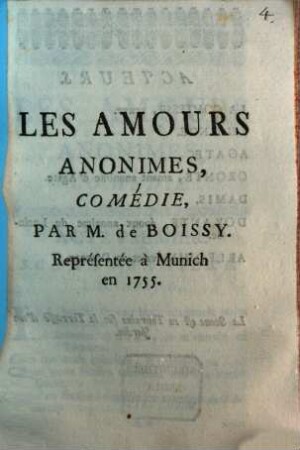 4.
LES AMOURS
ANONIMES,
COMÉDIE,
PAR M. de BOISSY.
Représentée à Munich
en 1755.